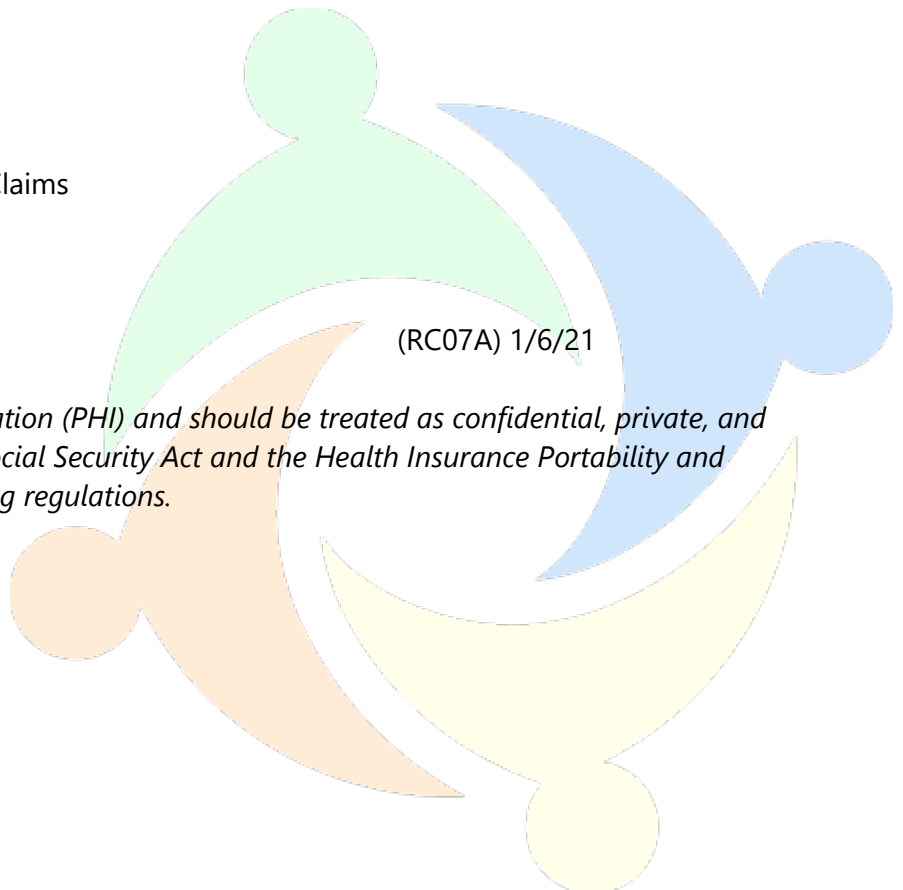 laims
(RC07A) 1/6/21
ation (PHI) and should be treated as confidential, private, and
ocial Security Act and the Health Insurance Portability and
g regulations.